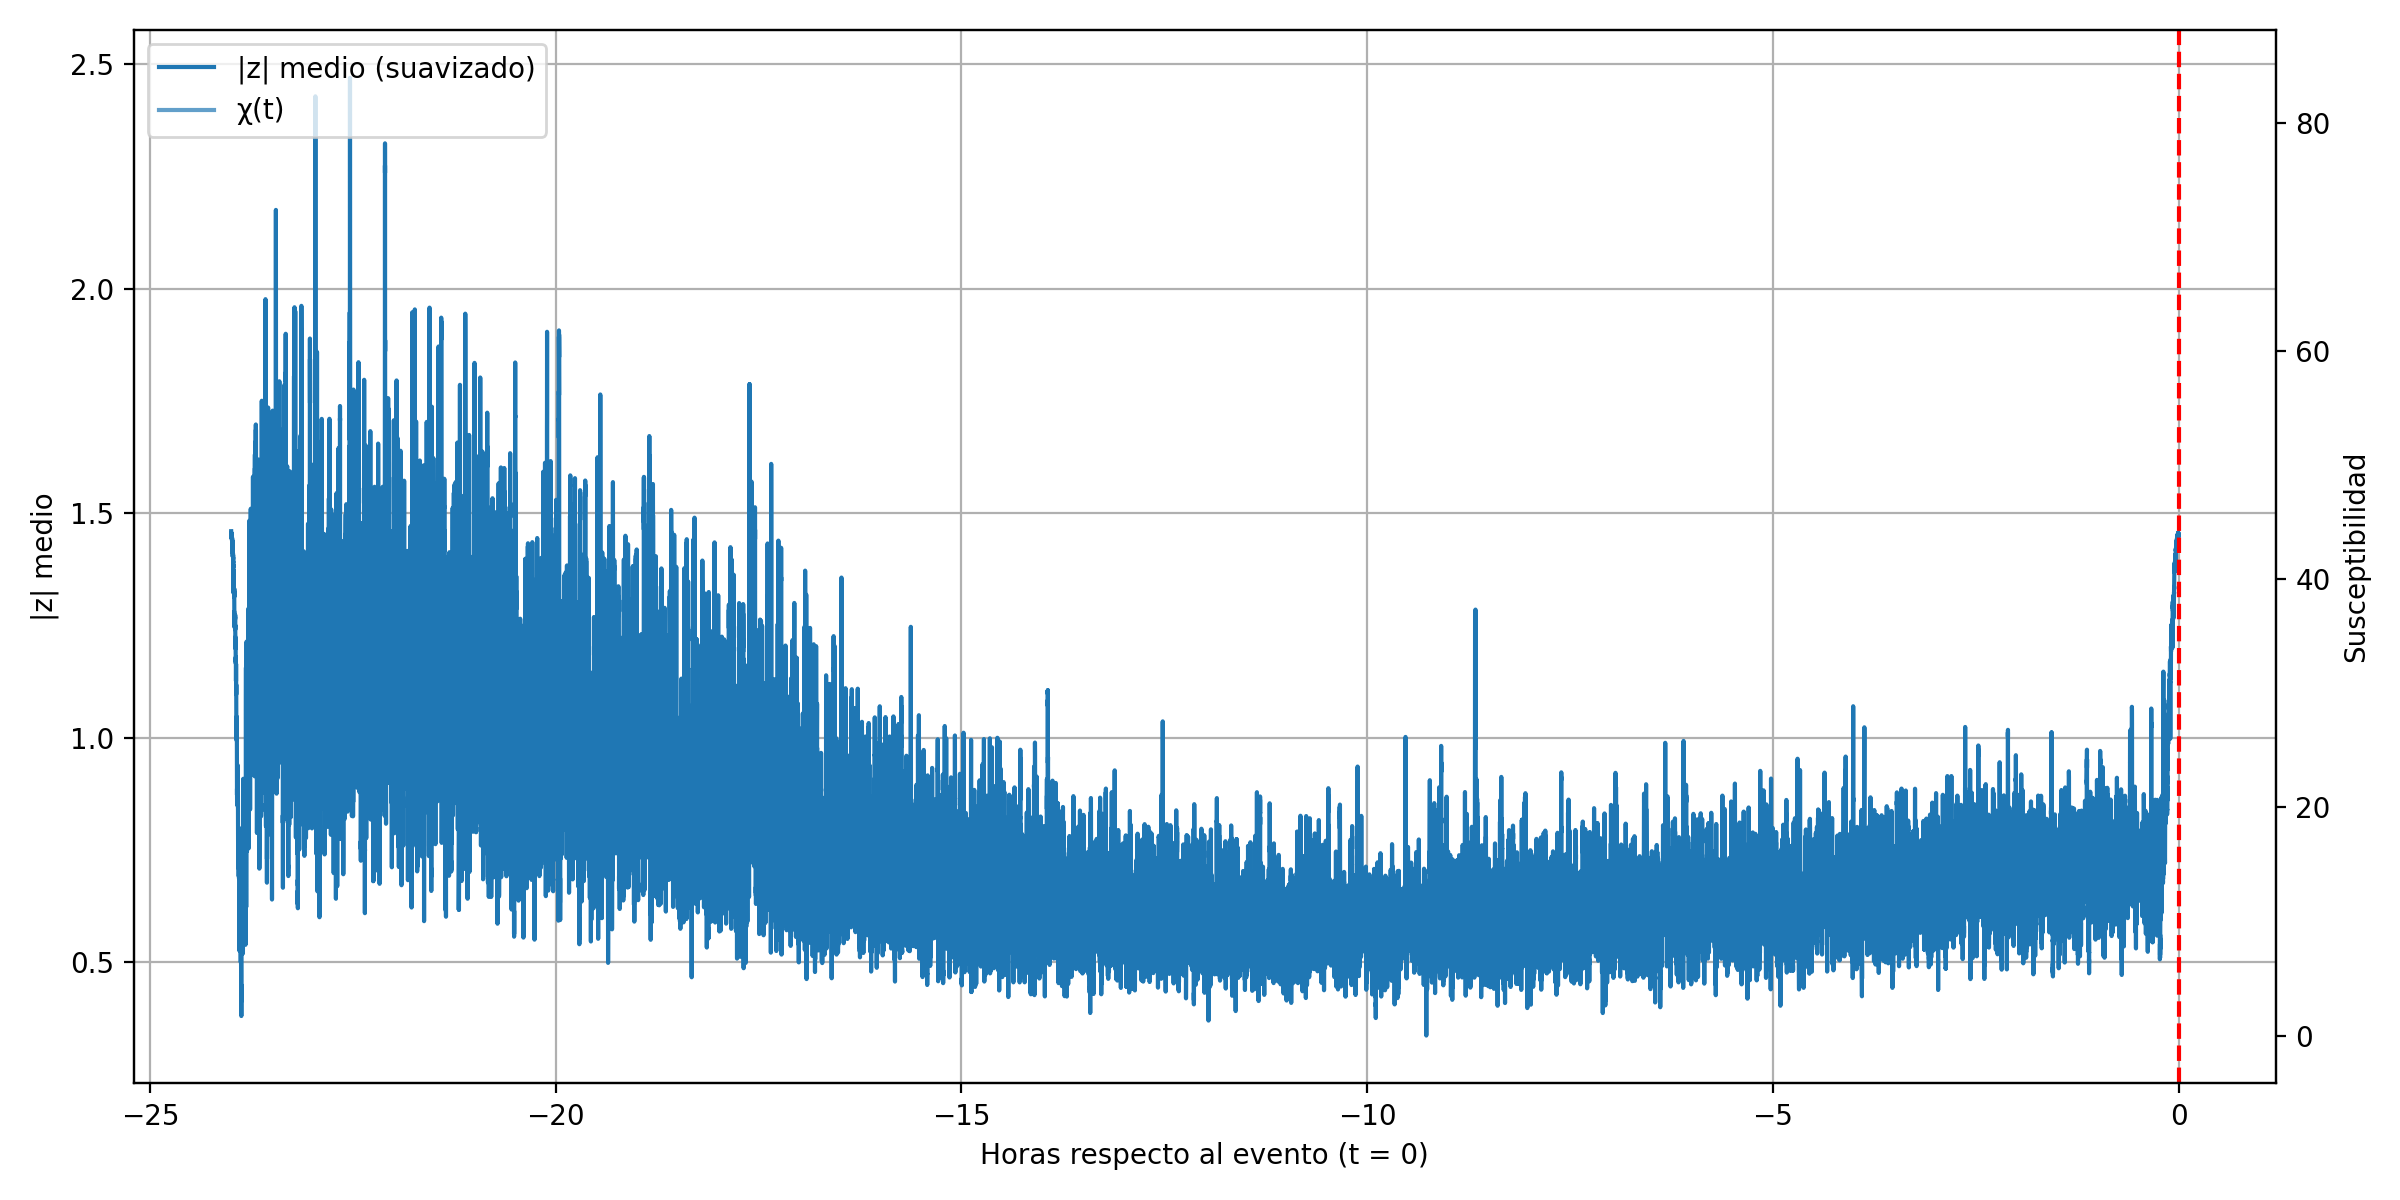 |z| medio (suavizado)
χ(t)
2.5
2.0
1.5
1.0
0.5
|z| medio
80
60
40
20
0
Susceptibilidad
−25 −20 −15 −10 −5 0
Horas respecto al evento (t = 0)